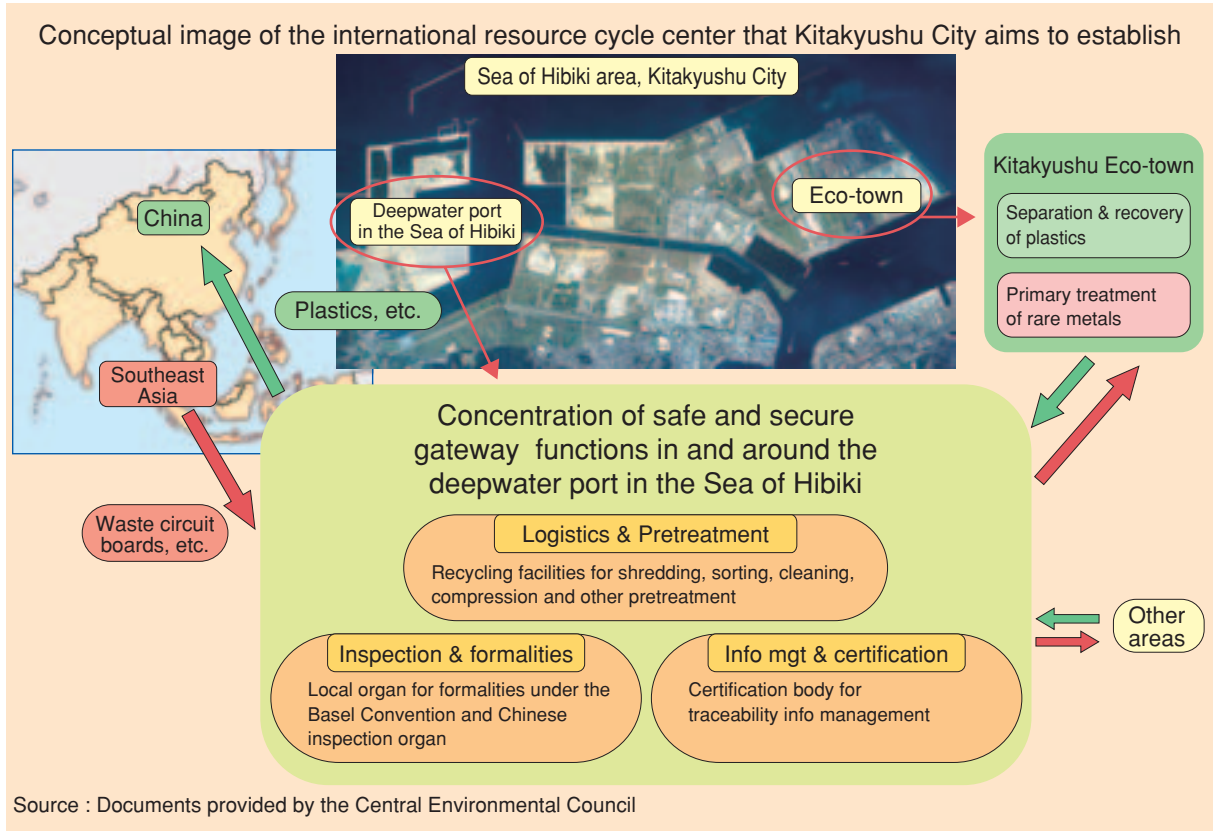 Conceptual image of the international resource cycle center that Kitakyushu City aims to establish
Sea of Hibiki area, Kitakyushu City
China
Deepwater port
in the Sea of Hibiki
Eco-town
Kitakyushu Eco-town
Separation & recovery
of plastics
Primary treatment
of rare metals
Plastics, etc.
Southeast
Asia
Waste circuit
boards, etc.
Concentration of safe and secure
gateway functions in and around the
deepwater port in the Sea of Hibiki
Logistics & Pretreatment
Recycling facilities for shredding, sorting, cleaning,
compression and other pretreatment
Inspection & formalities
Local organ for formalities under the
Basel Convention and Chinese
inspection organ
Info mgt & certification
Certification body for
traceability info management
Other
areas
Source : Documents provided by the Central Environmental Council